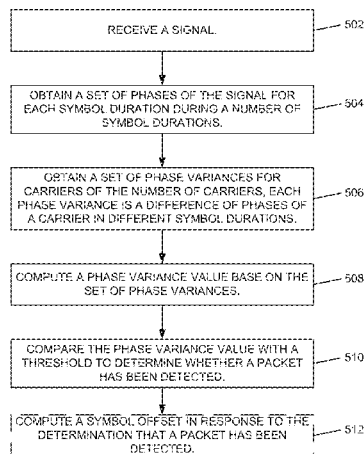 RECEIVE A SIGNAL.
502
OBTAIN A SET OF PHASES OF THE SIGNAL FOR
EACH SYMBOL DURATION DURING A NUMBER OF
SYMBOL DURATIONS.
504
OBTAIN A SET OF PHASE VARIANCES FOR
CARRIERS OF THE NUMBER OF CARRIERS, EACH
PHASE VARIANCE IS A DIFFERENCE OF PHASES OF
A CARRIER IN DIFFERENT SYMBOL DURATIONS.
506
COMPUTE A PHASE VARIANCE VALUE BASE ON THE
SET OF PHASE VARIANCES.
508
COMPARE THE PHASE VARIANCE VALUE WITH A
THRESHOLD TO DETERMINE WHETHER A PACKET
HAS BEEN DETECTED.
510
COMPUTE A SYMBOL OFFSET IN RESPONSE TO THE
DETERMINATION THAT A PACKET HAS BEEN
DETECTED.
512